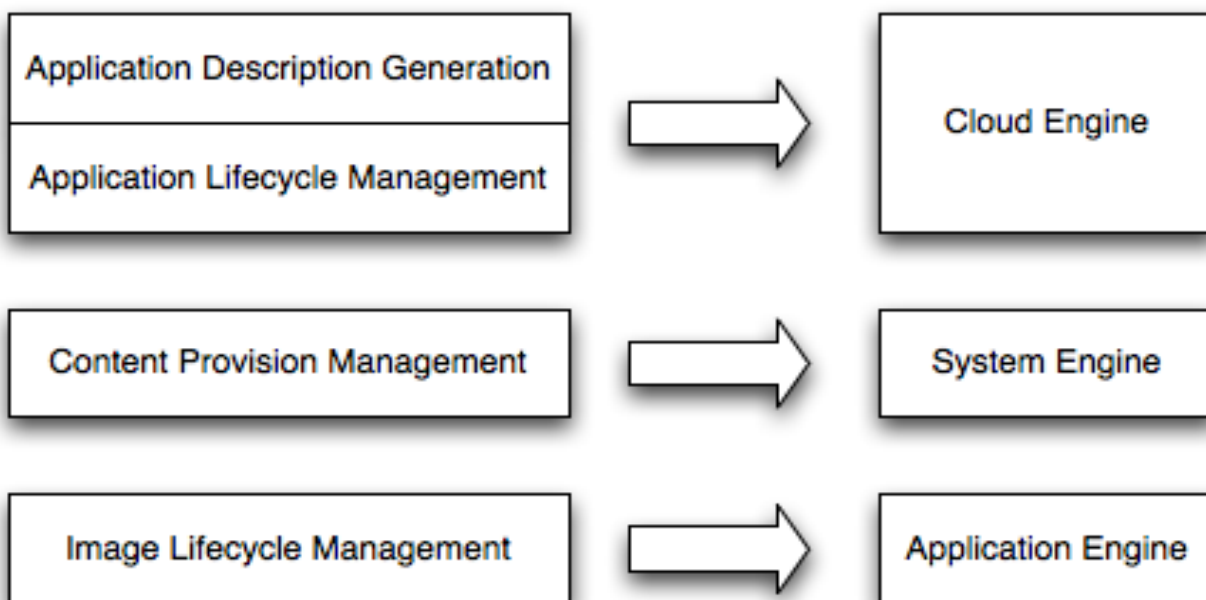 Application Description Generation
Application Lifecycle Management
Cloud Engine
Content Provision Management
System Engine
Image Lifecycle Management
Application Engine